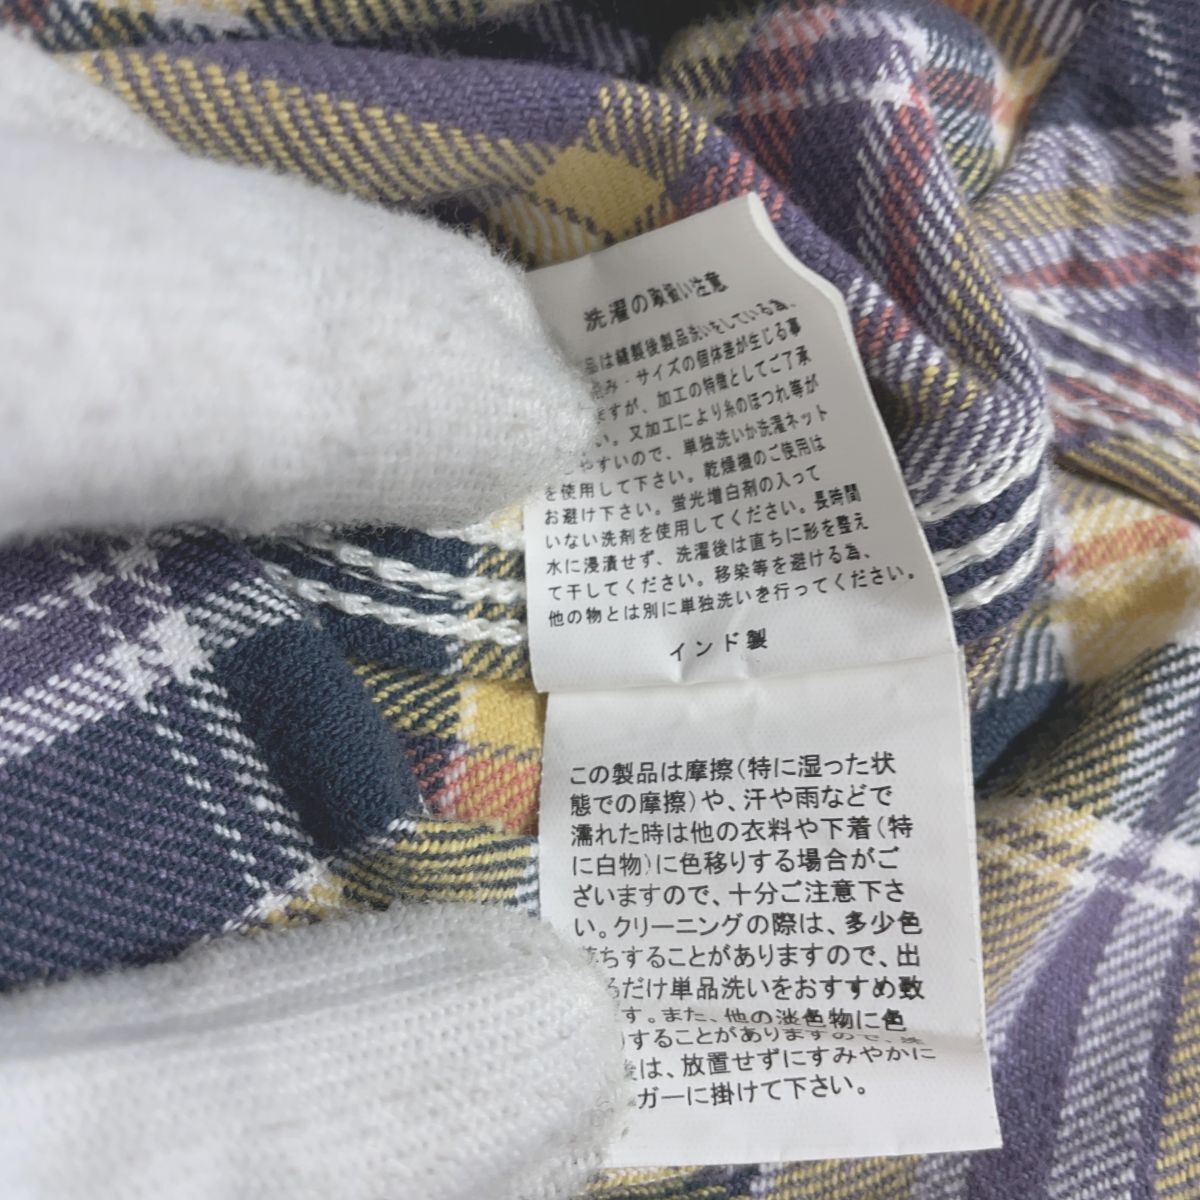 洗濯の取扱い注意
品は縫製後製品洗いをしている為、
染み・サイズの個体差が生じる事
ますが、加工の特徴としてご了承
い。又加工により糸のほつれ等が
やすいので、単独洗いか洗濯ネット
を使用して下さい。乾燥機のご使用は
お避け下さい。蛍光増白剤の入って
いない洗剤を使用してください。長時間
水に浸漬せず、洗濯後は直ちに形を整え
て干してください。移染等を避ける為、
他の物とは別に単独洗いを行ってください。
インド製
この製品は摩擦(特に湿った状
態での摩擦)や、汗や雨などで
濡れた時は他の衣料や下着(特
に白物)に色移りする場合がご
ざいますので、十分ご注意下さ
い。クリーニングの際は、多少色
落ちすることがありますので、出
るだけ単品洗いをおすすめ致
す。また、他の淡色物に色
することがありますので、
後は、放置せずにすみやかに
ガーに掛けて下さい。